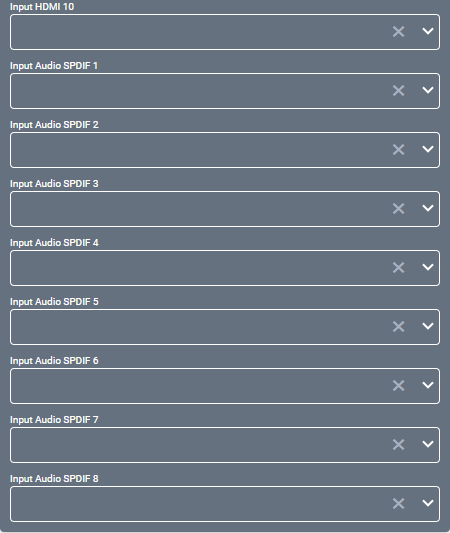 Input HDMI 10
Input Audio SPDIF 1
Input Audio SPDIF 2
Input Audio SPDIF 3
Input Audio SPDIF 4
Input Audio SPDIF 5
Input Audio SPDIF 6
Input Audio SPDIF 7
Input Audio SPDIF 8